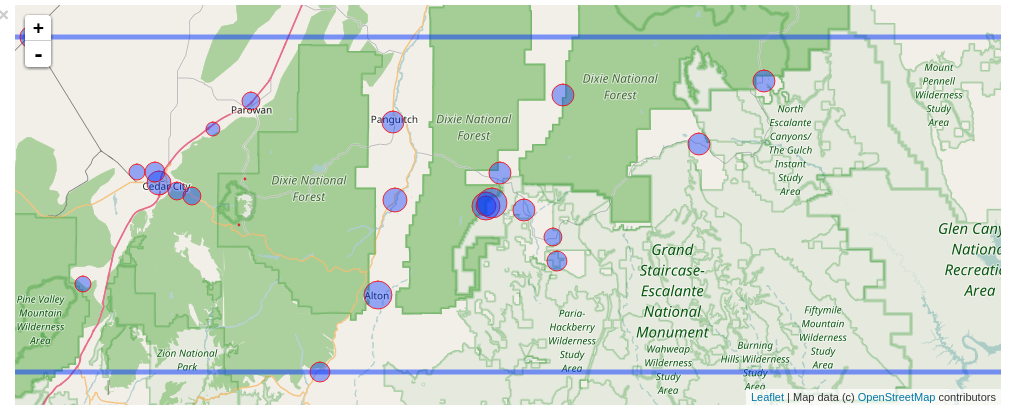 ×
+
-
Parowan
Panguitch
Cedar City
Alton
Dixie National
Forest
Dixie National
Forest
Dixie National
Forest
Mount
Pennell
Wilderness
Study
Area
North
Escalante
Canyons/
The Gulch
Instant
Study
Area
Glen Cany
Nation
Recreatio
Area
Grand
Staircase-
Escalante
National
Monument
Pine Valley
Mountain
Wilderness
Area
Zion National
Park
Paria-
Hackberry
Wilderness
Study
Area
Wahweap
Wilderness
Study
Area
Burning
Hills Wilderness
Study
Area
Fiftymile
Mountain
Wilderness
Study
Area
Leaflet | Map data (c) OpenStreetMap contributors